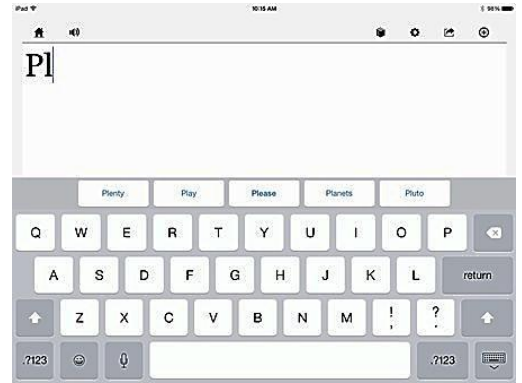 iPad 10:15 AM 98%
Pl
Plenty Play Please Planets Pluto
Q W E R T Y U I O P
A S D F G H J K L return
Z X C V B N M ! , ? .
.?123 .?123